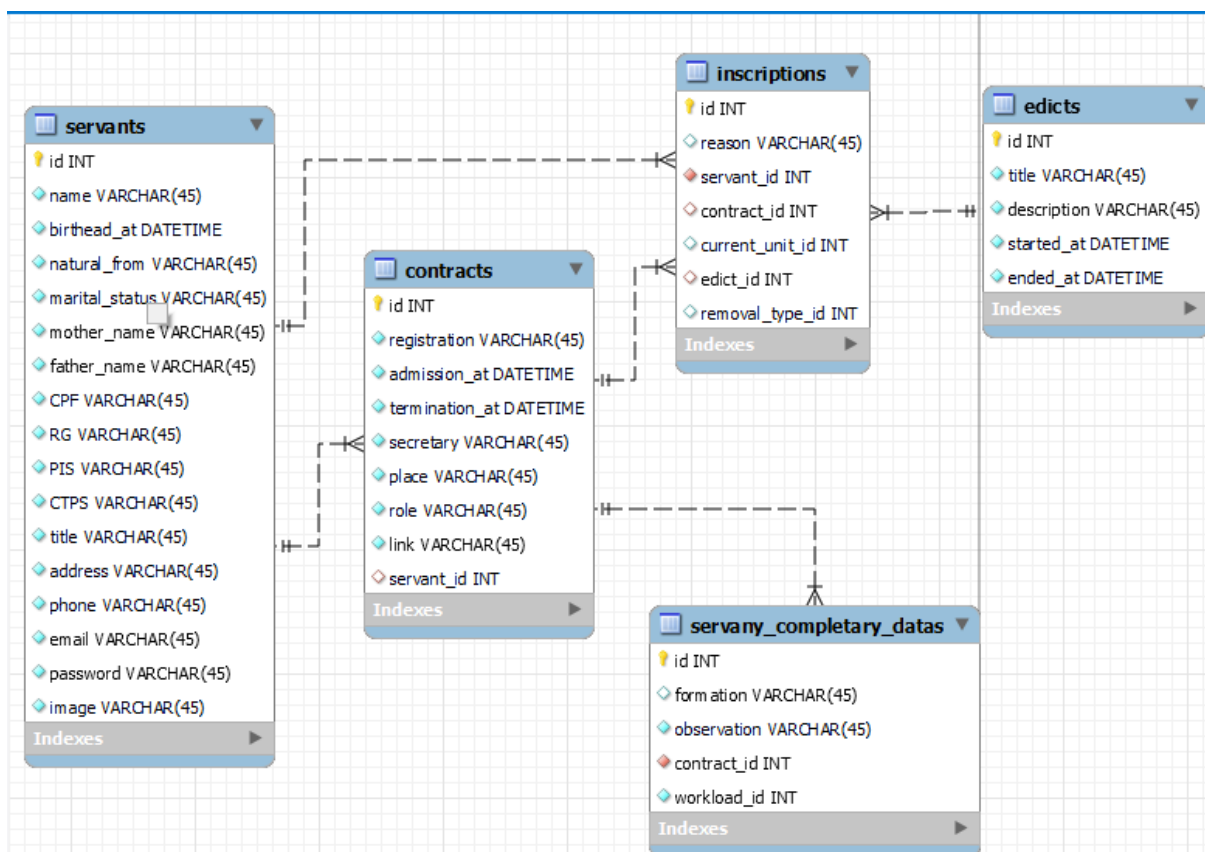 servants
id INT
name VARCHAR(45)
birthead_at DATETIME
natural_from VARCHAR(45)
marital_status VARCHAR(45)
mother_name VARCHAR(45)
father_name VARCHAR(45)
CPF VARCHAR(45)
RG VARCHAR(45)
PIS VARCHAR(45)
CTPS VARCHAR(45)
title VARCHAR(45)
address VARCHAR(45)
phone VARCHAR(45)
email VARCHAR(45)
password VARCHAR(45)
image VARCHAR(45)
Indexes
contracts
id INT
registration VARCHAR(45)
admission_at DATETIME
termination_at DATETIME
secretary VARCHAR(45)
place VARCHAR(45)
role VARCHAR(45)
link VARCHAR(45)
servant_id INT
Indexes
inscriptions
id INT
reason VARCHAR(45)
servant_id INT
contract_id INT
current_unit_id INT
edict_id INT
removal_type_id INT
Indexes
edicts
id INT
title VARCHAR(45)
description VARCHAR(45)
started_at DATETIME
ended_at DATETIME
Indexes
servany_completary_datas
id INT
formation VARCHAR(45)
observation VARCHAR(45)
contract_id INT
workload_id INT
Indexes